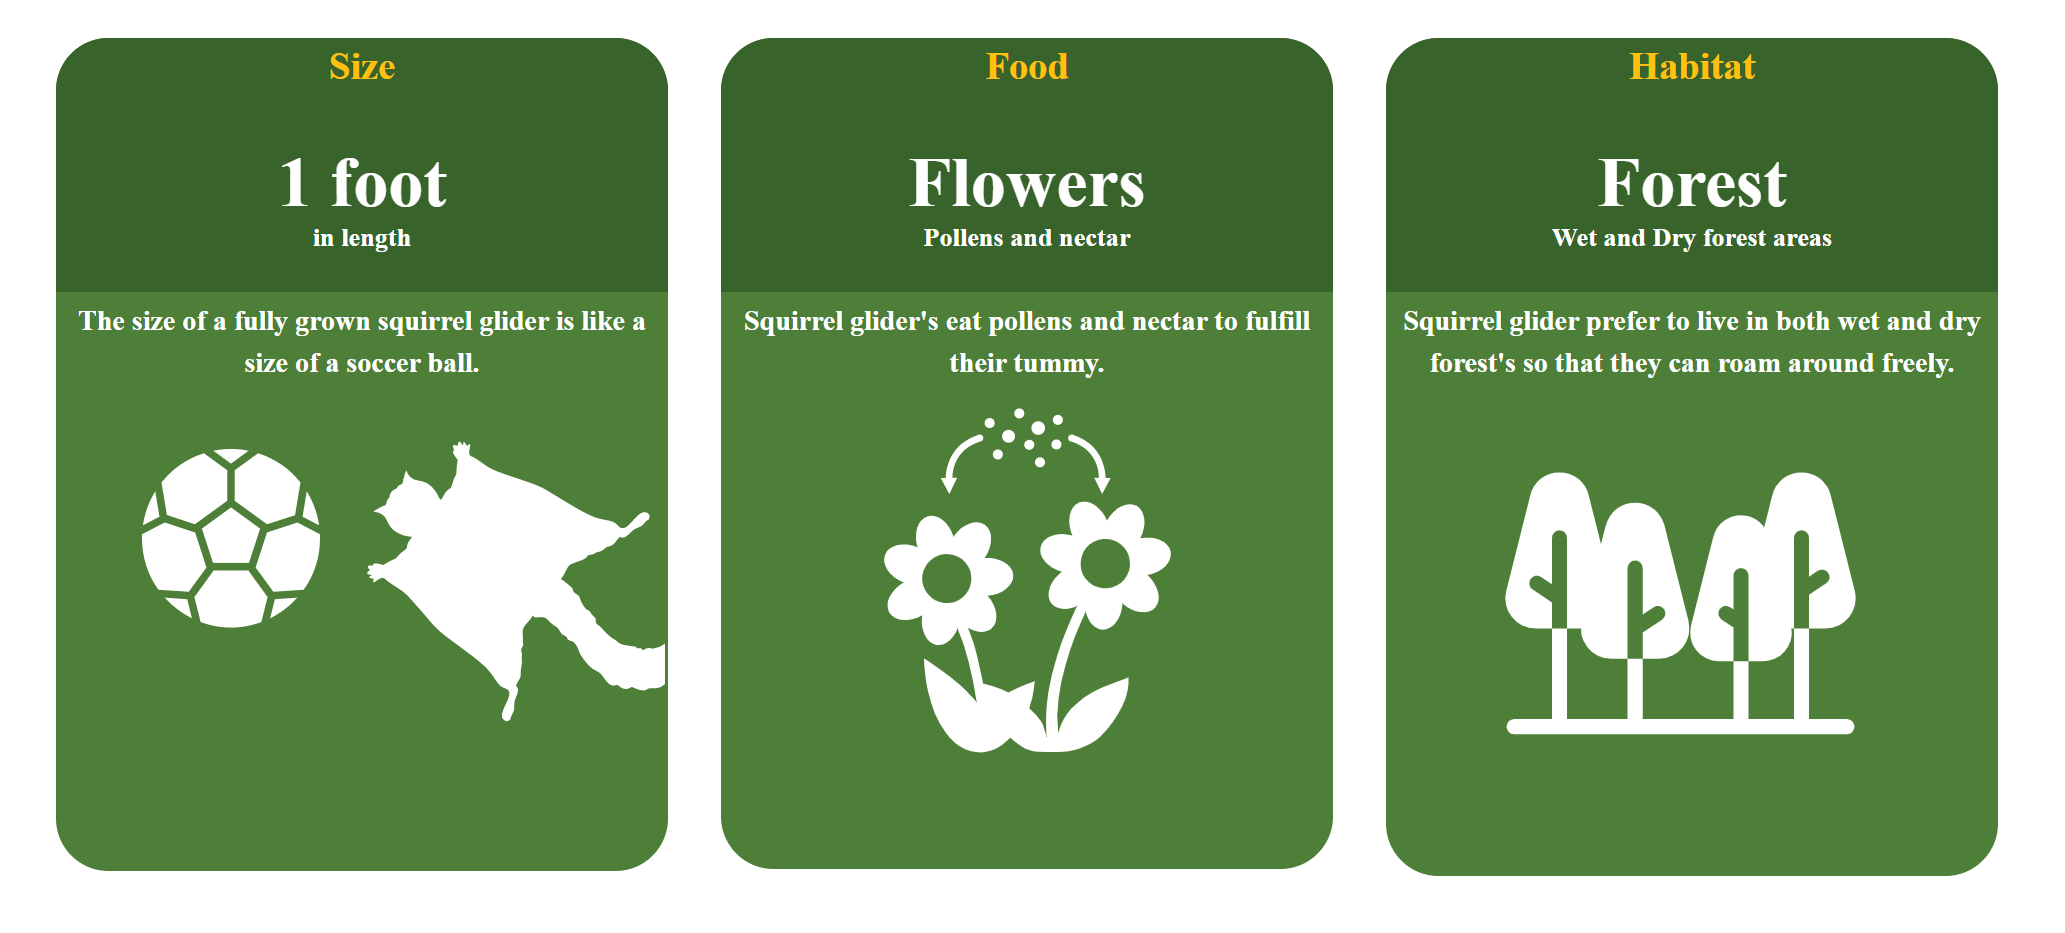 Size
1 foot
in length
The size of a fully grown squirrel glider is like a
size of a soccer ball.
Food
Flowers
Pollens and nectar
Squirrel glider's eat pollens and nectar to fulfill
their tummy.
Habitat
Forest
Wet and Dry forest areas
Squirrel glider prefer to live in both wet and dry
forest's so that they can roam around freely.